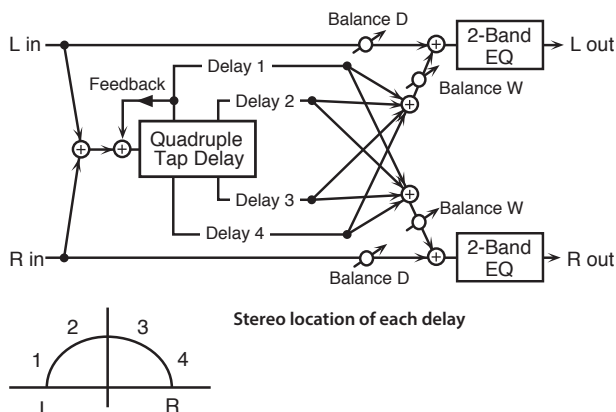 Balance D
L in
2-Band
EQ
L out
Feedback
Delay 1
Balance W
Delay 2
Quadruple
Tap Delay
Delay 3
Delay 4
Balance W
R in
2-Band
EQ
R out
Balance D
Stereo location of each delay
2
3
1
4
L
R